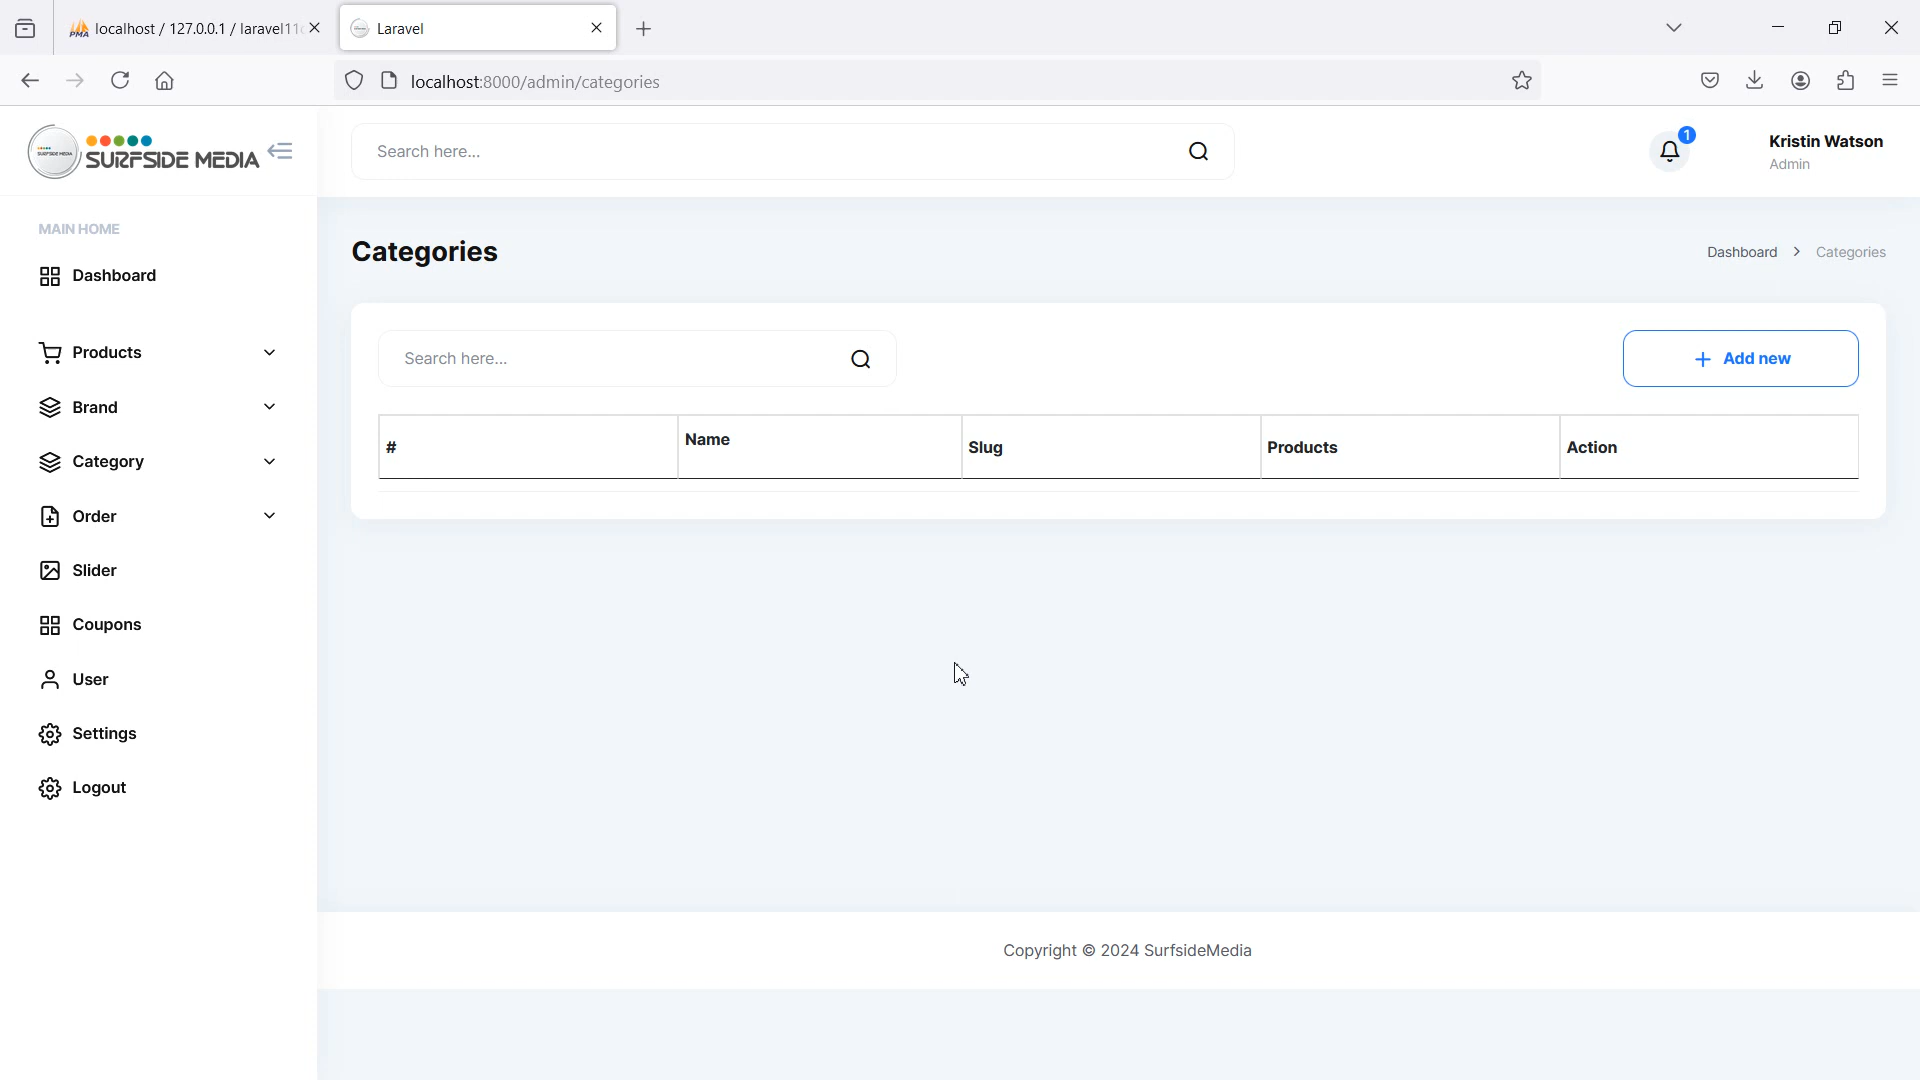 localhost / 127.0.0.1 / laravel11
Laravel
localhost:8000/admin/categories
SURFSIDE MEDIA
SURFSIDE MEDIA
Search here...
1
Kristin Watson
Admin
MAIN HOME
Dashboard
Products
Brand
Category
Order
Slider
Coupons
User
Settings
Logout
Categories
Dashboard > Categories
Search here...
+ Add new
# Name Slug Products Action
Copyright © 2024 SurfsideMedia